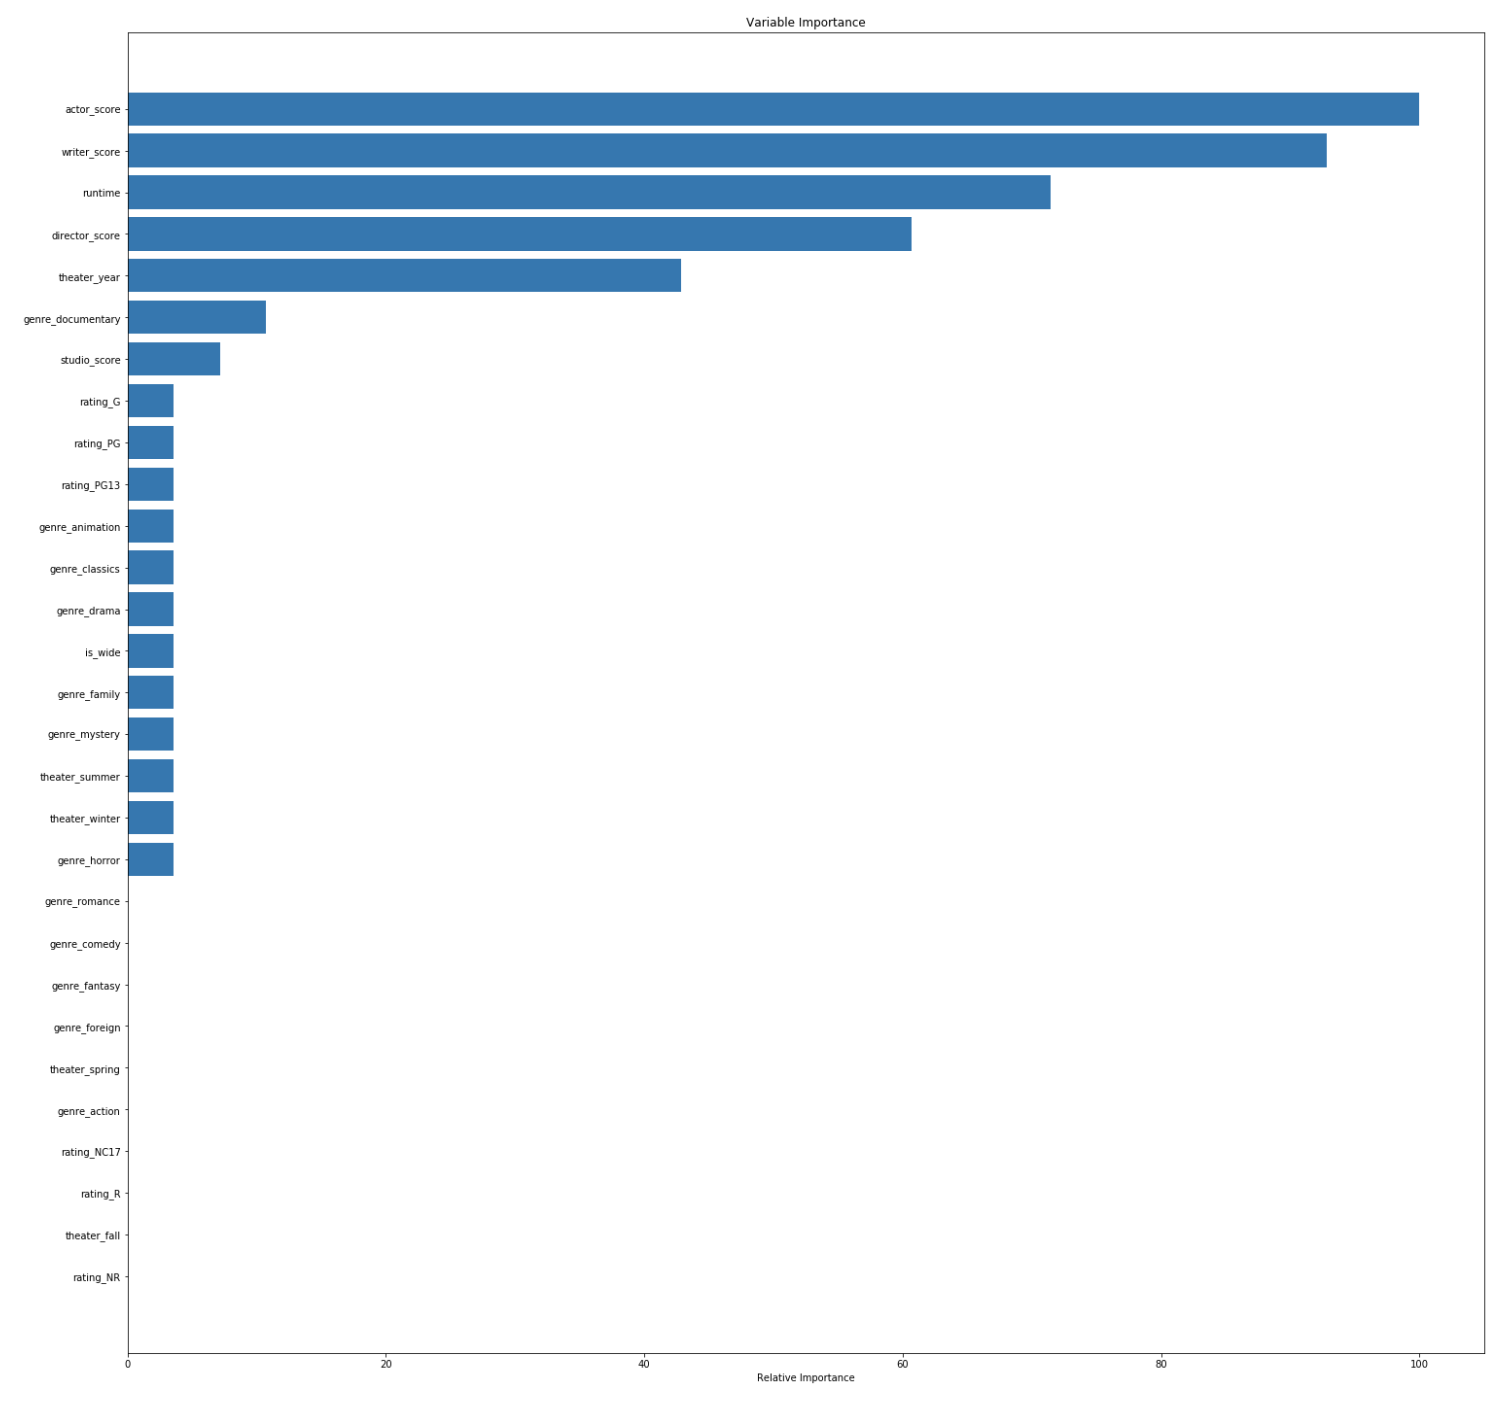 Variable Importance
actor_score
writer_score
runtime
director_score
theater_year
genre_documentary
studio_score
rating_G
rating_PG
rating_PG13
genre_animation
genre_classics
genre_drama
is_wide
genre_family
genre_mystery
theater_summer
theater_winter
genre_horror
genre_romance
genre_comedy
genre_fantasy
genre_foreign
theater_spring
genre_action
rating_NC17
rating_R
theater_fall
rating_NR
0 20 40 60 80 100
Relative Importance